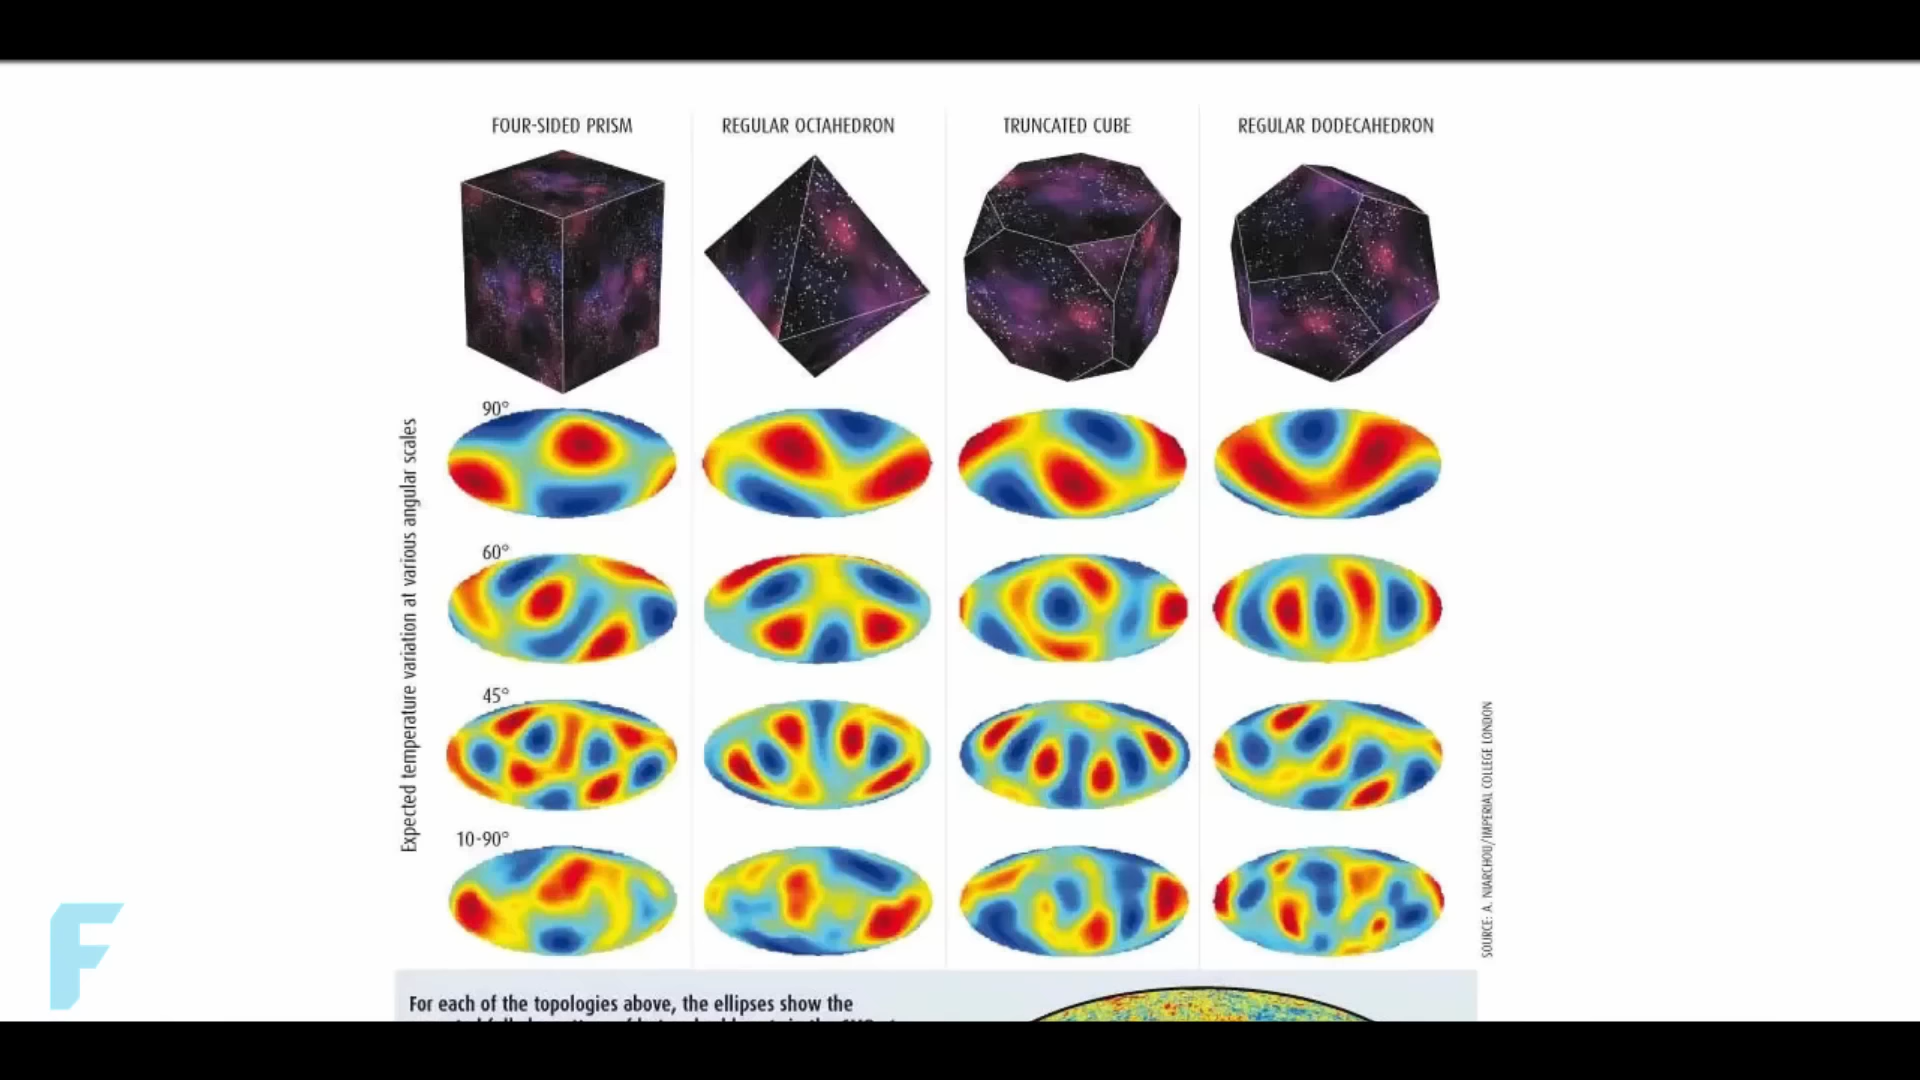 FOUR-SIDED PRISM
REGULAR OCTAHEDRON
TRUNCATED CUBE
REGULAR DODECAHEDRON
Expected temperature variation at various angular scales
90°
60°
45°
10-90°
SOURCE: A. NIARCHOU/IMPERIAL COLLEGE LONDON
F
For each of the topologies above, the ellipses show the